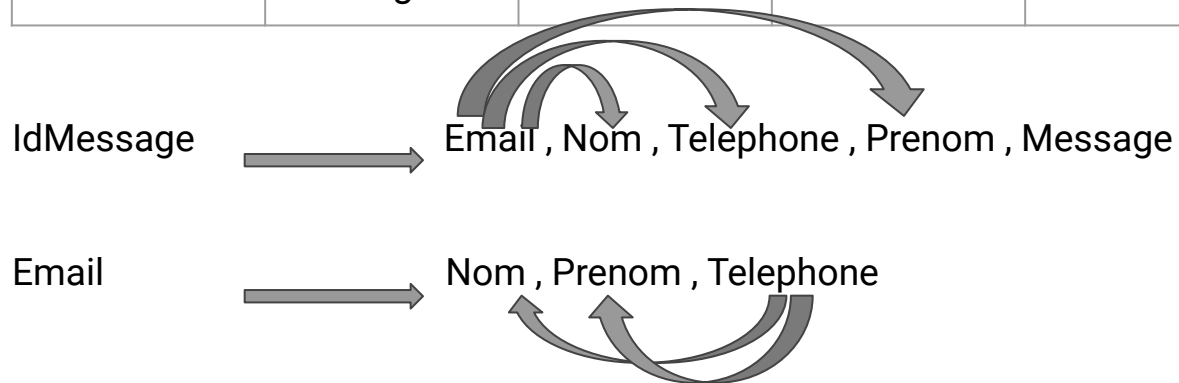 IdMessage Email , Nom , Telephone , Prenom , Message
Email Nom , Prenom , Telephone